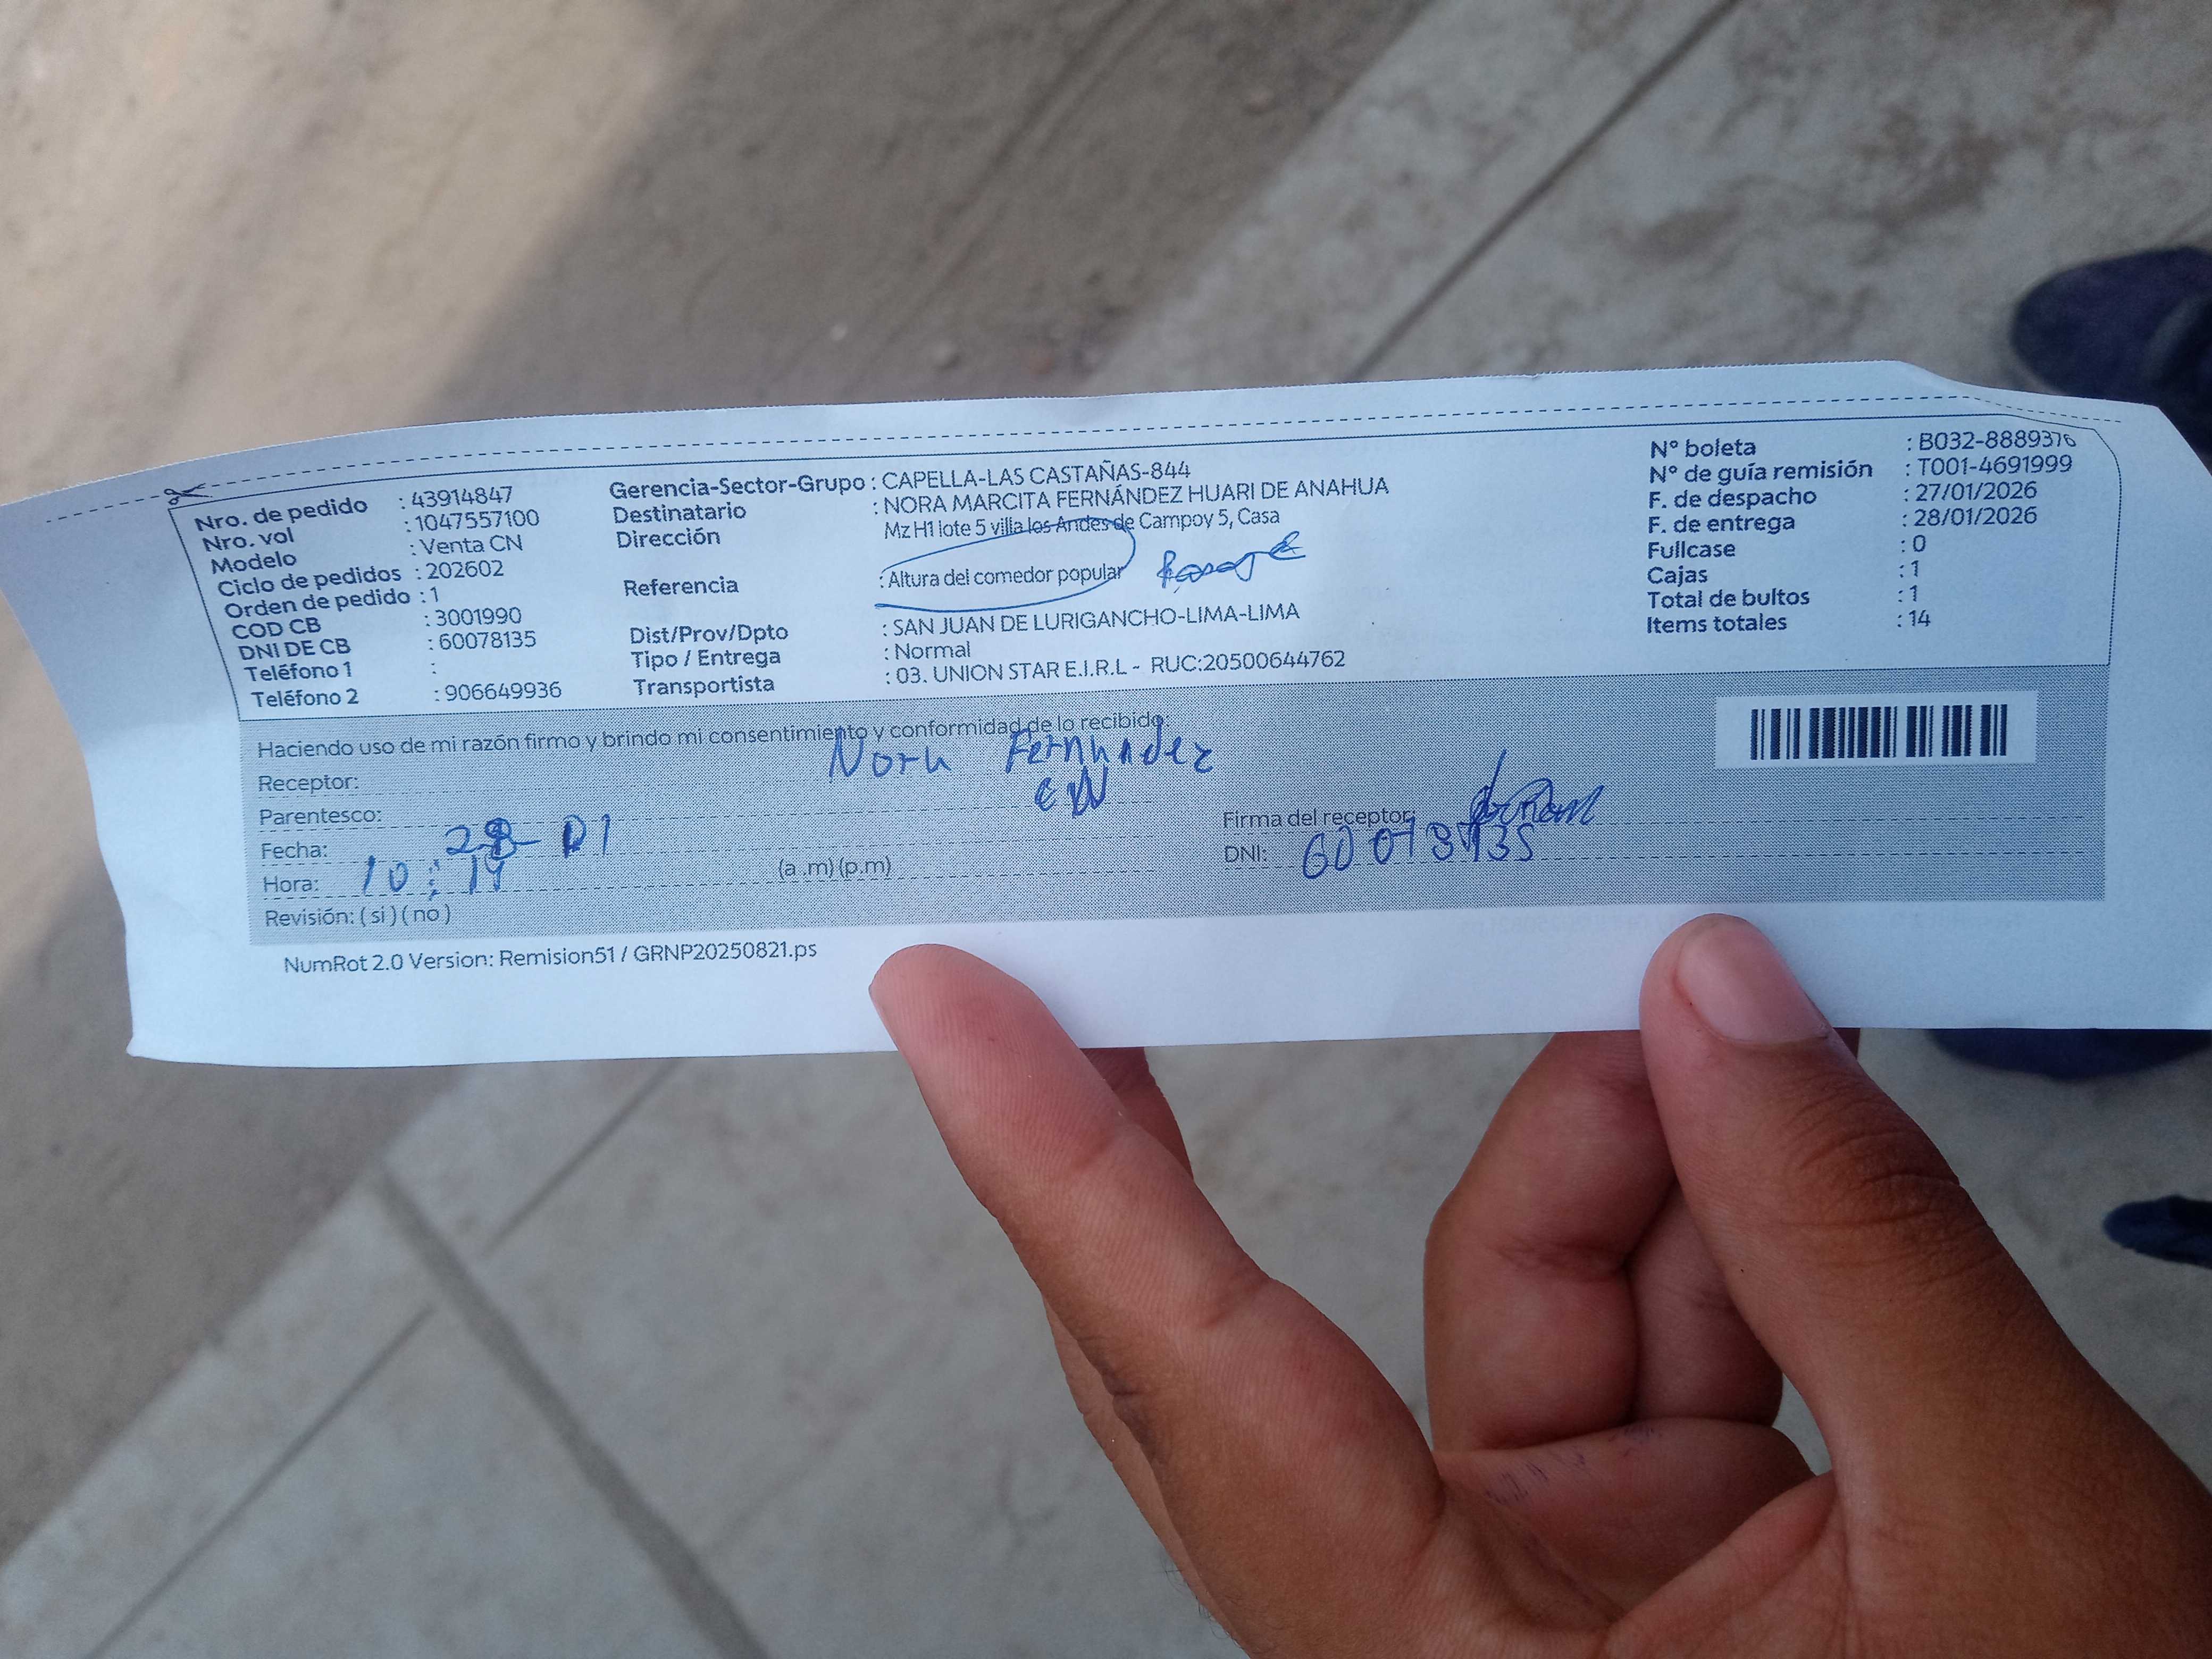 Nro. de pedido : 43914847
Nro. vol : 1047557100
Modelo : Venta CN
Ciclo de pedidos : 202602
Orden de pedido : 1
COD CB : 3001990
DNI DE CB : 60078135
Teléfono 1 :
Teléfono 2 : 906649936
Gerencia-Sector-Grupo : CAPELLA-LAS CASTAÑAS-844
Destinatario : NORA MARCITA FERNÁNDEZ HUARI DE ANAHUA
Dirección Mz H1 lote 5 villa los Andes de Campoy 5, Casa
Referencia : Altura del comedor popular
Dist/Prov/Dpto : SAN JUAN DE LURIGANCHO-LIMA-LIMA
Tipo / Entrega : Normal
Transportista : 03. UNION STAR E.I.R.L - RUC:20500644762
N° boleta : B032-8889376
N° de guía remisión : T001-4691999
F. de despacho : 27/01/2026
F. de entrega : 28/01/2026
Fullcase : 0
Cajas : 1
Total de bultos : 1
Items totales : 14
Haciendo uso de mi razón firmo y brindo mi consentimiento y conformidad de lo recibido:
Receptor: Nora Fernandez
Parentesco: CN
Fecha: 28-01
Hora: 10:14 (a .m) (p.m)
Revisión: ( si ) ( no )
Firma del receptor:
DNI: 60078135
NumRot 2.0 Version: Remision51 / GRNP20250821.ps